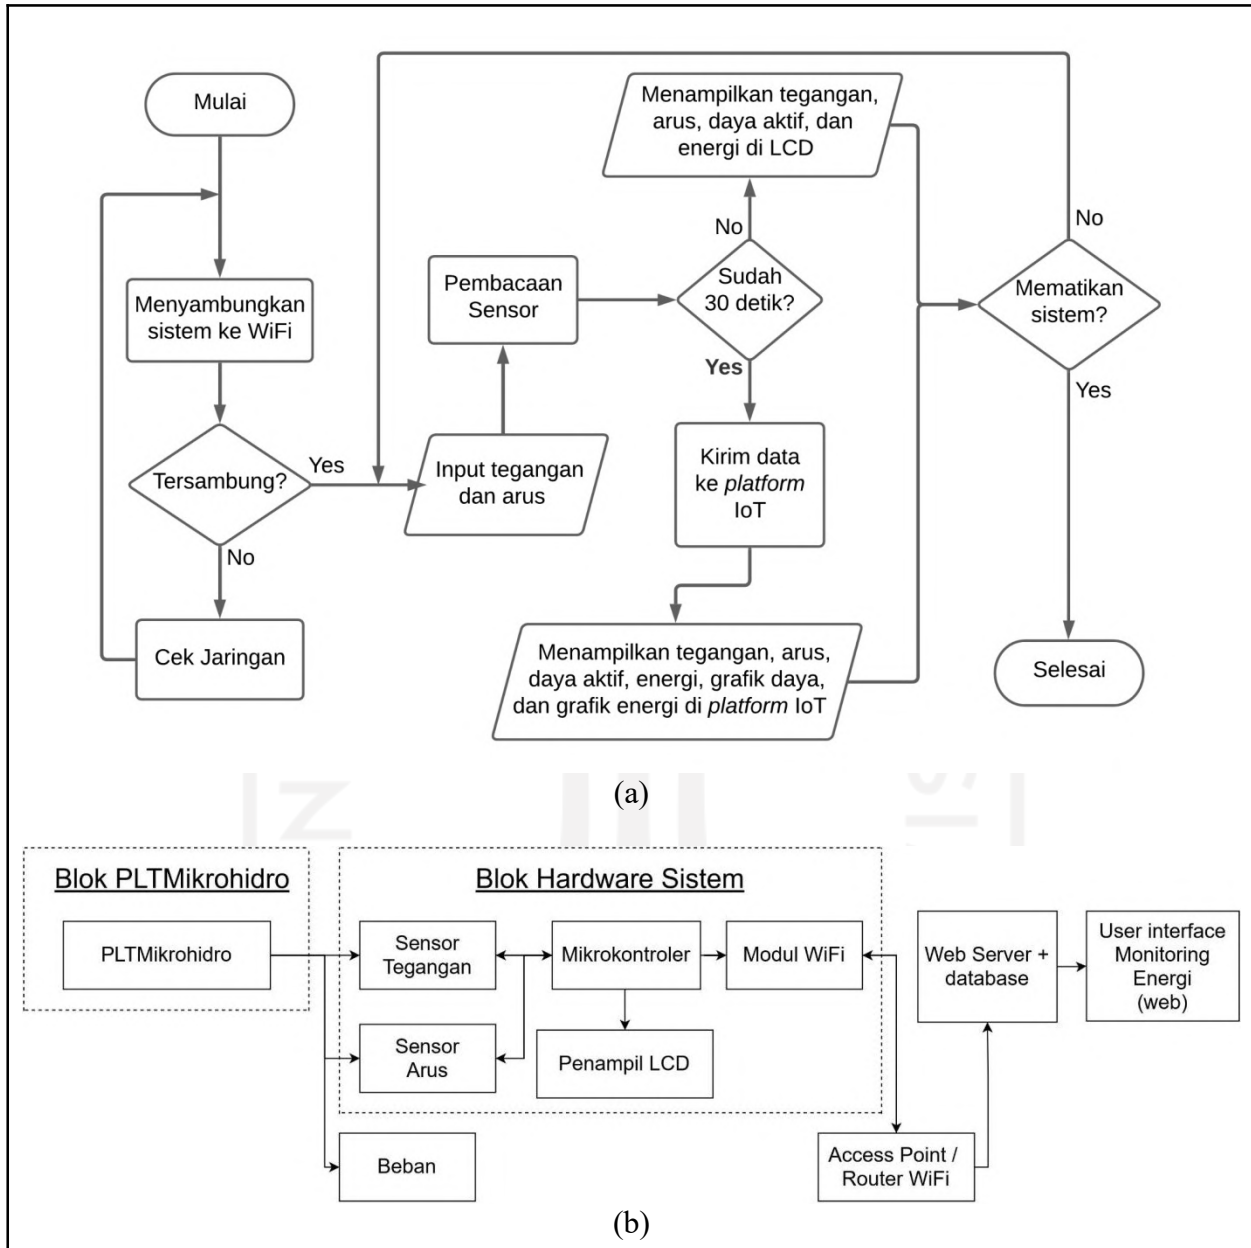 Mulai
Menyambungkan
sistem ke WiFi
Tersambung?
Yes
No
Cek Jaringan
Input tegangan
dan arus
Pembacaan
Sensor
Sudah
30 detik?
No
Yes
Menampilkan tegangan,
arus, daya aktif, dan
energi di LCD
Kirim data
ke platform
IoT
Menampilkan tegangan, arus,
daya aktif, energi, grafik daya,
dan grafik energi di platform IoT
Mematikan
sistem?
No
Yes
Selesai
(a)
Blok PLTMikrohidro
PLTMikrohidro
Blok Hardware Sistem
Sensor
Tegangan
Mikrokontroler
Modul WiFi
Sensor
Arus
Penampil LCD
Beban
Access Point /
Router WiFi
Web Server +
database
User interface
Monitoring
Energi
(web)
(b)